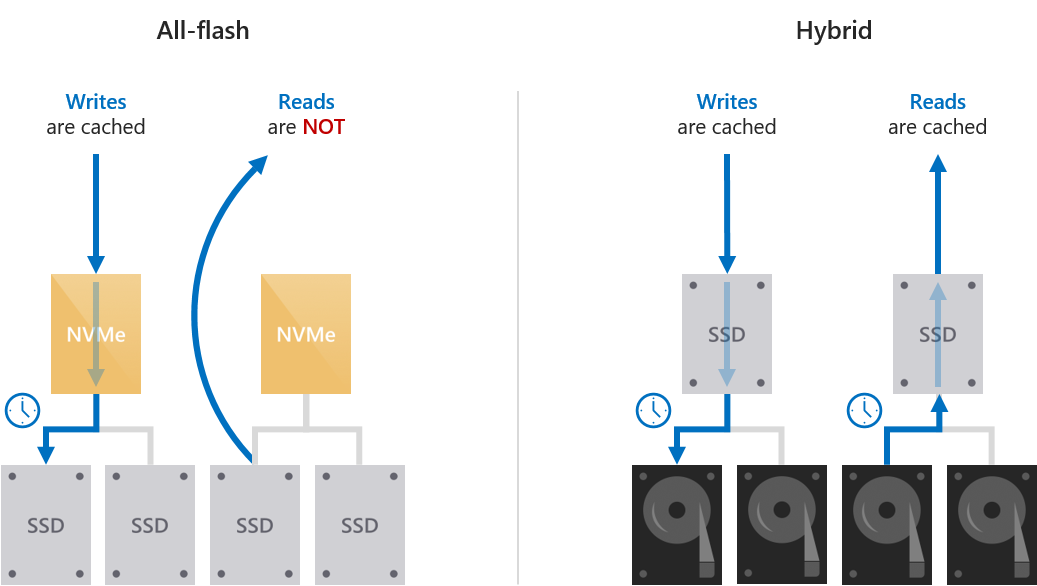 All-flash
Hybrid
Writes
are cached
Reads
are NOT
Writes
are cached
Reads
are cached
NVMe
NVMe
SSD
SSD
SSD
SSD
SSD
SSD